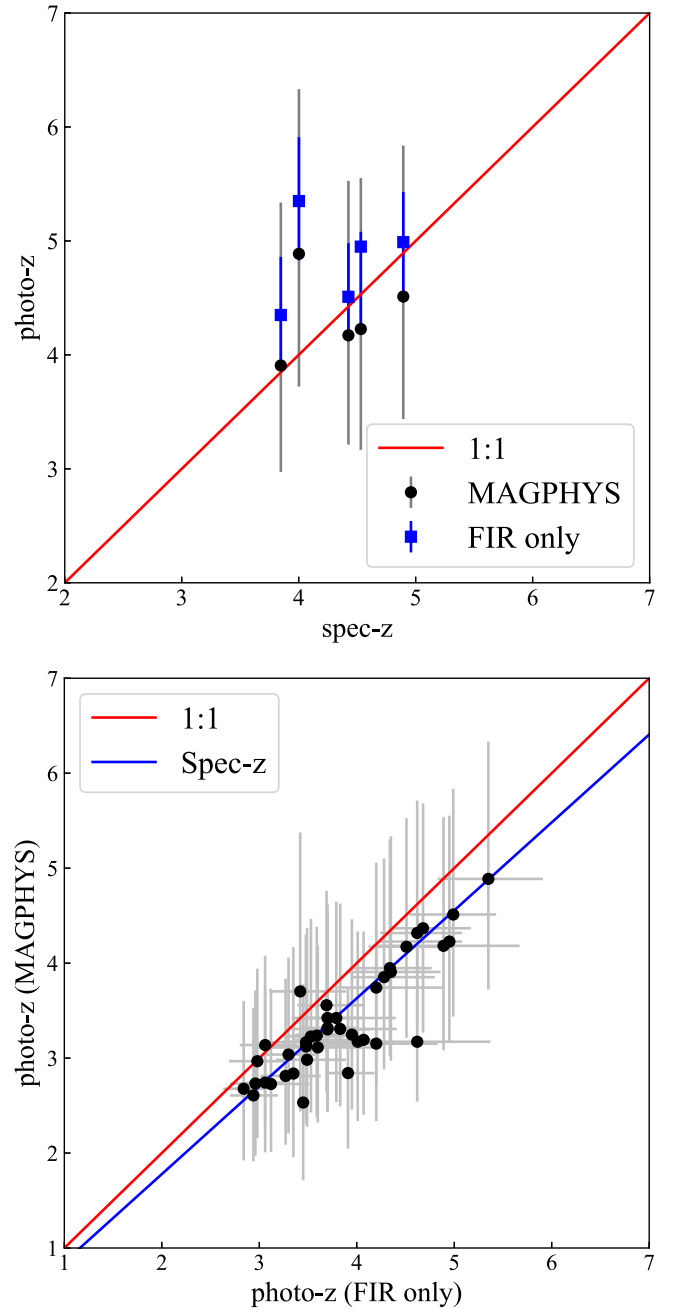 7
6
5
4
3
2
photo-z
1:1
MAGPHYS
FIR only
2 3 4 5 6 7
spec-z
7
6
5
4
3
2
1
photo-z (MAGPHYS)
1:1
Spec-z
1 2 3 4 5 6 7
photo-z (FIR only)